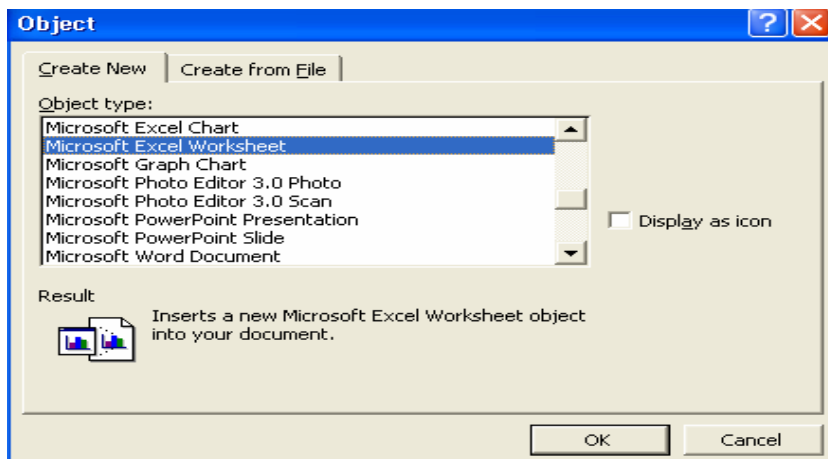 Object
Create New
Create from File
Object type:
Microsoft Excel Chart
Microsoft Excel Worksheet
Microsoft Graph Chart
Microsoft Photo Editor 3.0 Photo
Microsoft Photo Editor 3.0 Scan
Microsoft PowerPoint Presentation
Microsoft PowerPoint Slide
Microsoft Word Document
Display as icon
Result
Inserts a new Microsoft Excel Worksheet object
into your document.
OK
Cancel